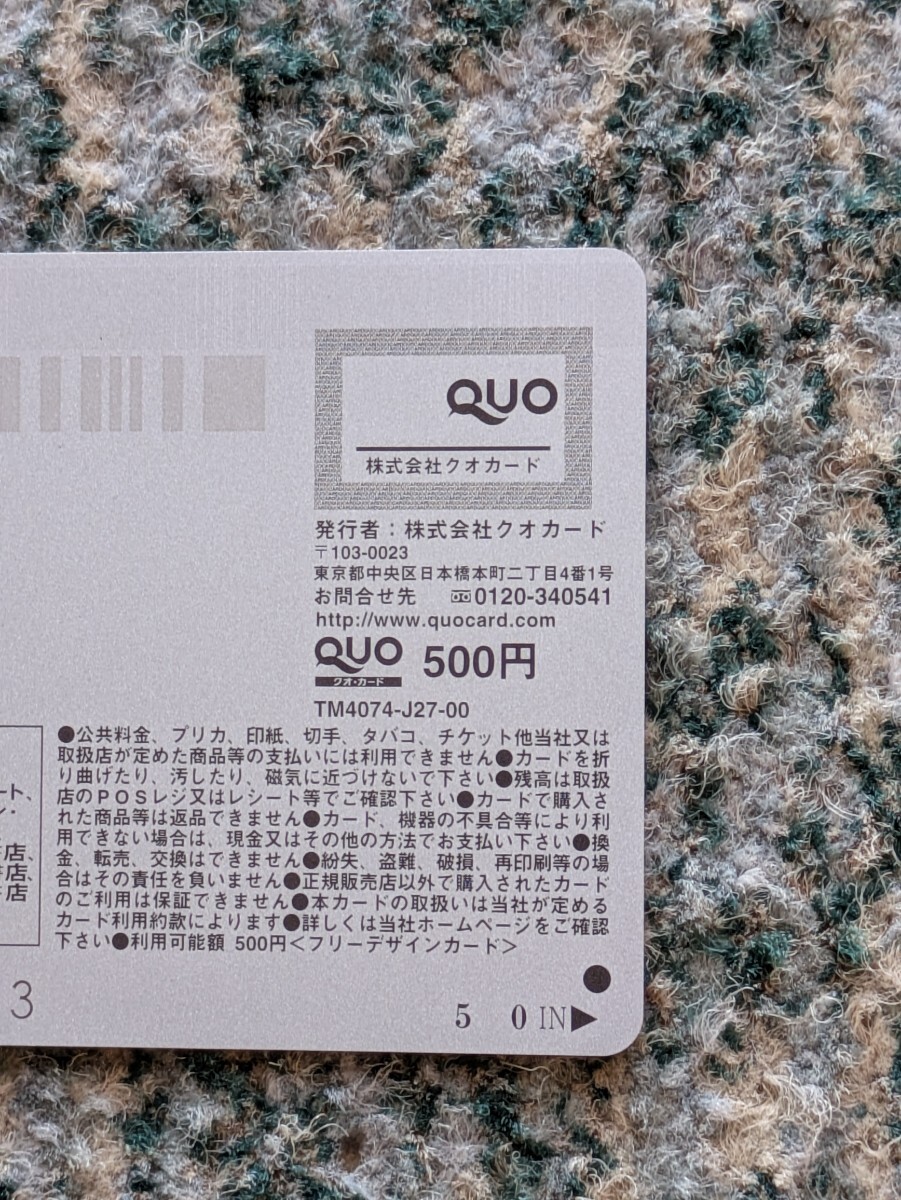 QUO
株式会社クオカード
発行者：株式会社クオカード
〒103-0023
東京都中央区日本橋本町二丁目4番1号
お問合せ先 0120-340541
http://www.quocard.com
QUO 500円
クオ・カード
TM4074-J27-00
●公共料金、プリカ、印紙、切手、タバコ、チケット他当社又は
取扱店が定めた商品等の支払いには利用できません●カードを折
り曲げたり、汚したり、磁気に近づけないで下さい●残高は取扱
店のPOSレジ又はレシート等でご確認下さい●カードで購入さ
れた商品等は返品できません●カード、機器の不具合等により利
用できない場合は、現金又はその他の方法でお支払い下さい●換
金、転売、交換はできません●紛失、盗難、破損、再印刷等の場
合はその責任を負いません●正規販売店以外で購入されたカード
のご利用は保証できません●本カードの取扱いは当社が定める
カード利用約款によります●詳しくは当社ホームページをご確認
下さい●利用可能額 500円<フリーデザインカード>
ート、
ン・
店、
店、
店
3
5 0 IN▶